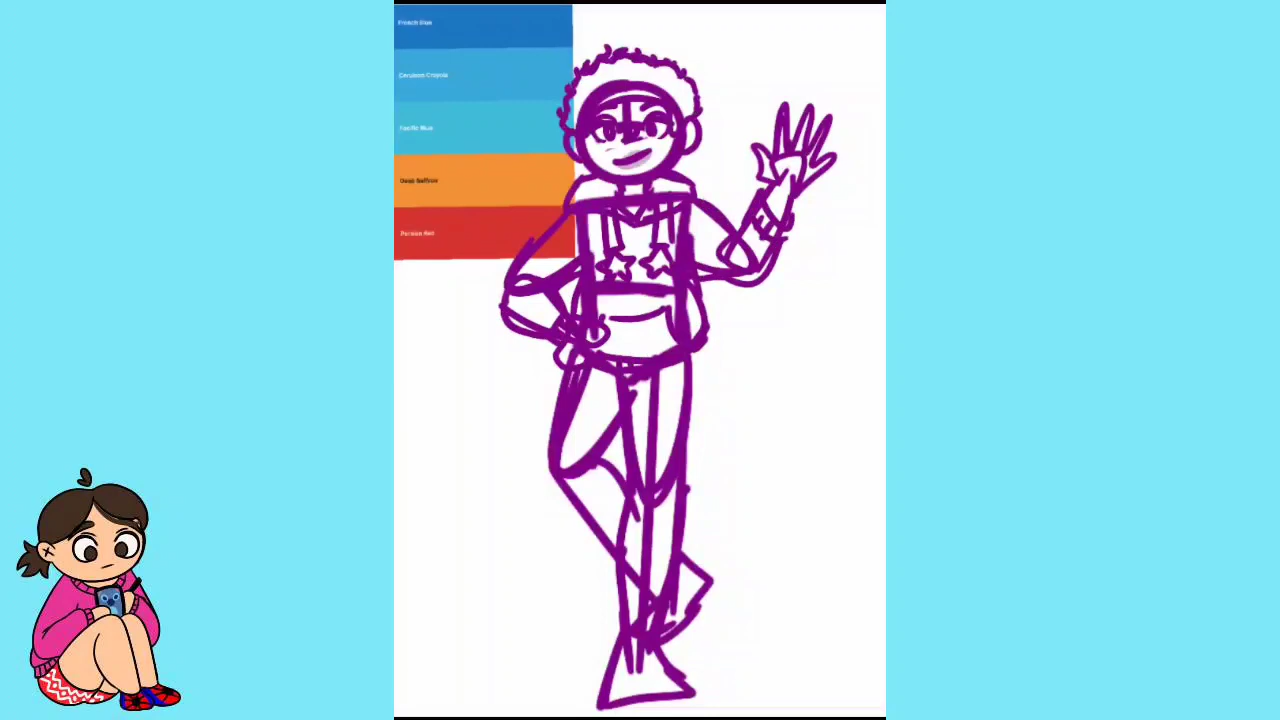 French Blue
Cerulean Crayola
Pacific Blue
Deep Saffron
Persian Red